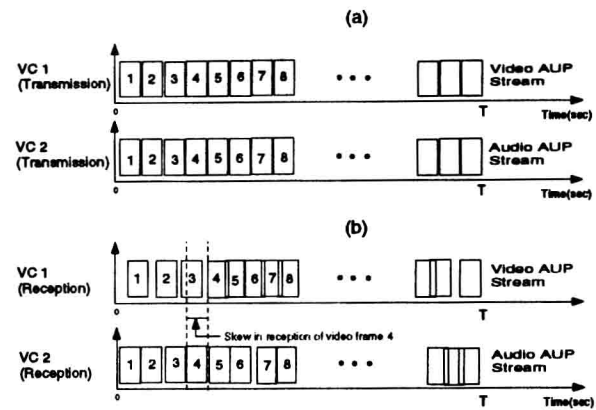 (a)
VC 1
(Transmission)
1 2 3 4 5 6 7 8
• • •
Video AUP
Stream
0
T
Time(sec)
VC 2
(Transmission)
1 2 3 4 5 6 7 8
• • •
Audio AUP
Stream
0
T
Time(sec)
(b)
VC 1
(Reception)
1 2 3 4 5 6 7 8
• • •
Video AUP
Stream
0
T
Time(sec)
Skew in reception of video frame 4
VC 2
(Reception)
1 2 3 4 5 6 7 8
• • •
Audio AUP
Stream
0
T
Time(sec)